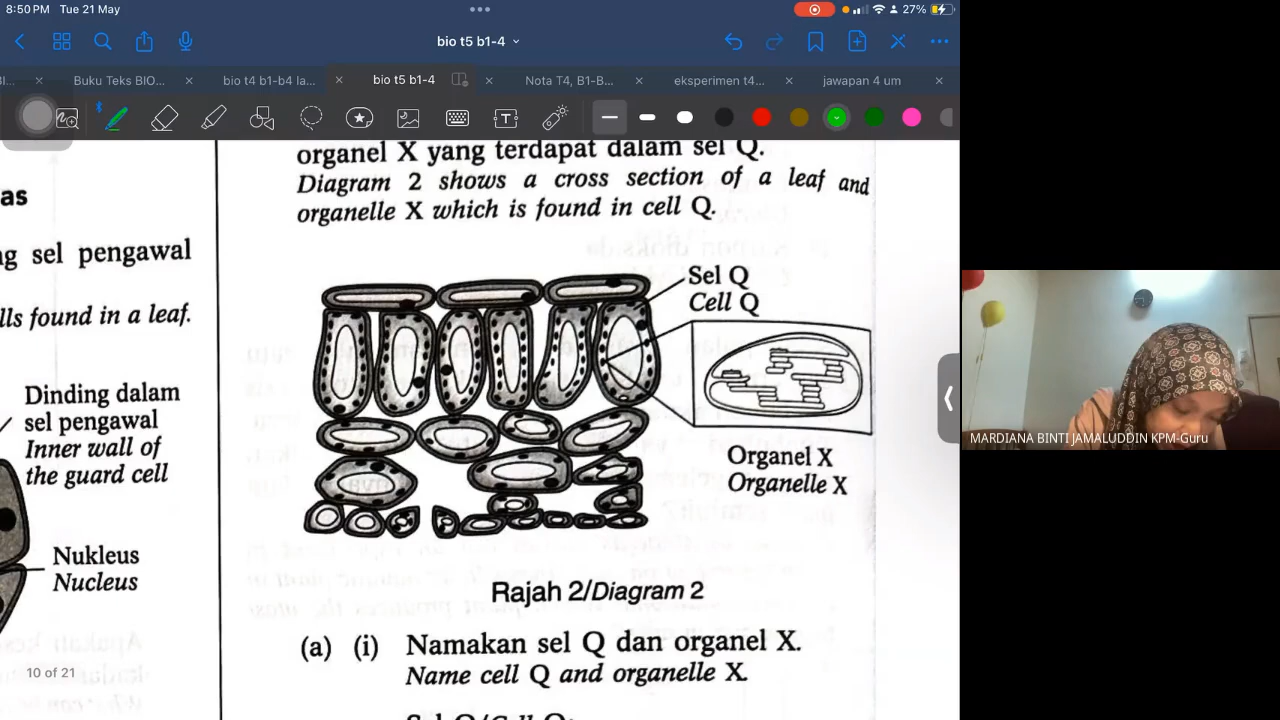 8:50 PM Tue 21 May
27%
bio t5 b1-4
Buku Teks BIO...
bio t4 b1-b4 la...
bio t5 b1-4
Nota T4, B1-B...
eksperimen t4...
jawapan 4 um
organel X yang terdapat dalam sel Q.
Diagram 2 shows a cross section of a leaf and
organelle X which is found in cell Q.
as
ng sel pengawal
lls found in a leaf.
Dinding dalam
sel pengawal
Inner wall of
the guard cell
Nukleus
Nucleus
Sel Q
Cell Q
Organel X
Organelle X
Rajah 2/Diagram 2
(a) (i) Namakan sel Q dan organel X.
Name cell Q and organelle X.
Sel Q/Cell Q:
10 of 21
MARDIANA BINTI JAMALUDDIN KPM-Guru